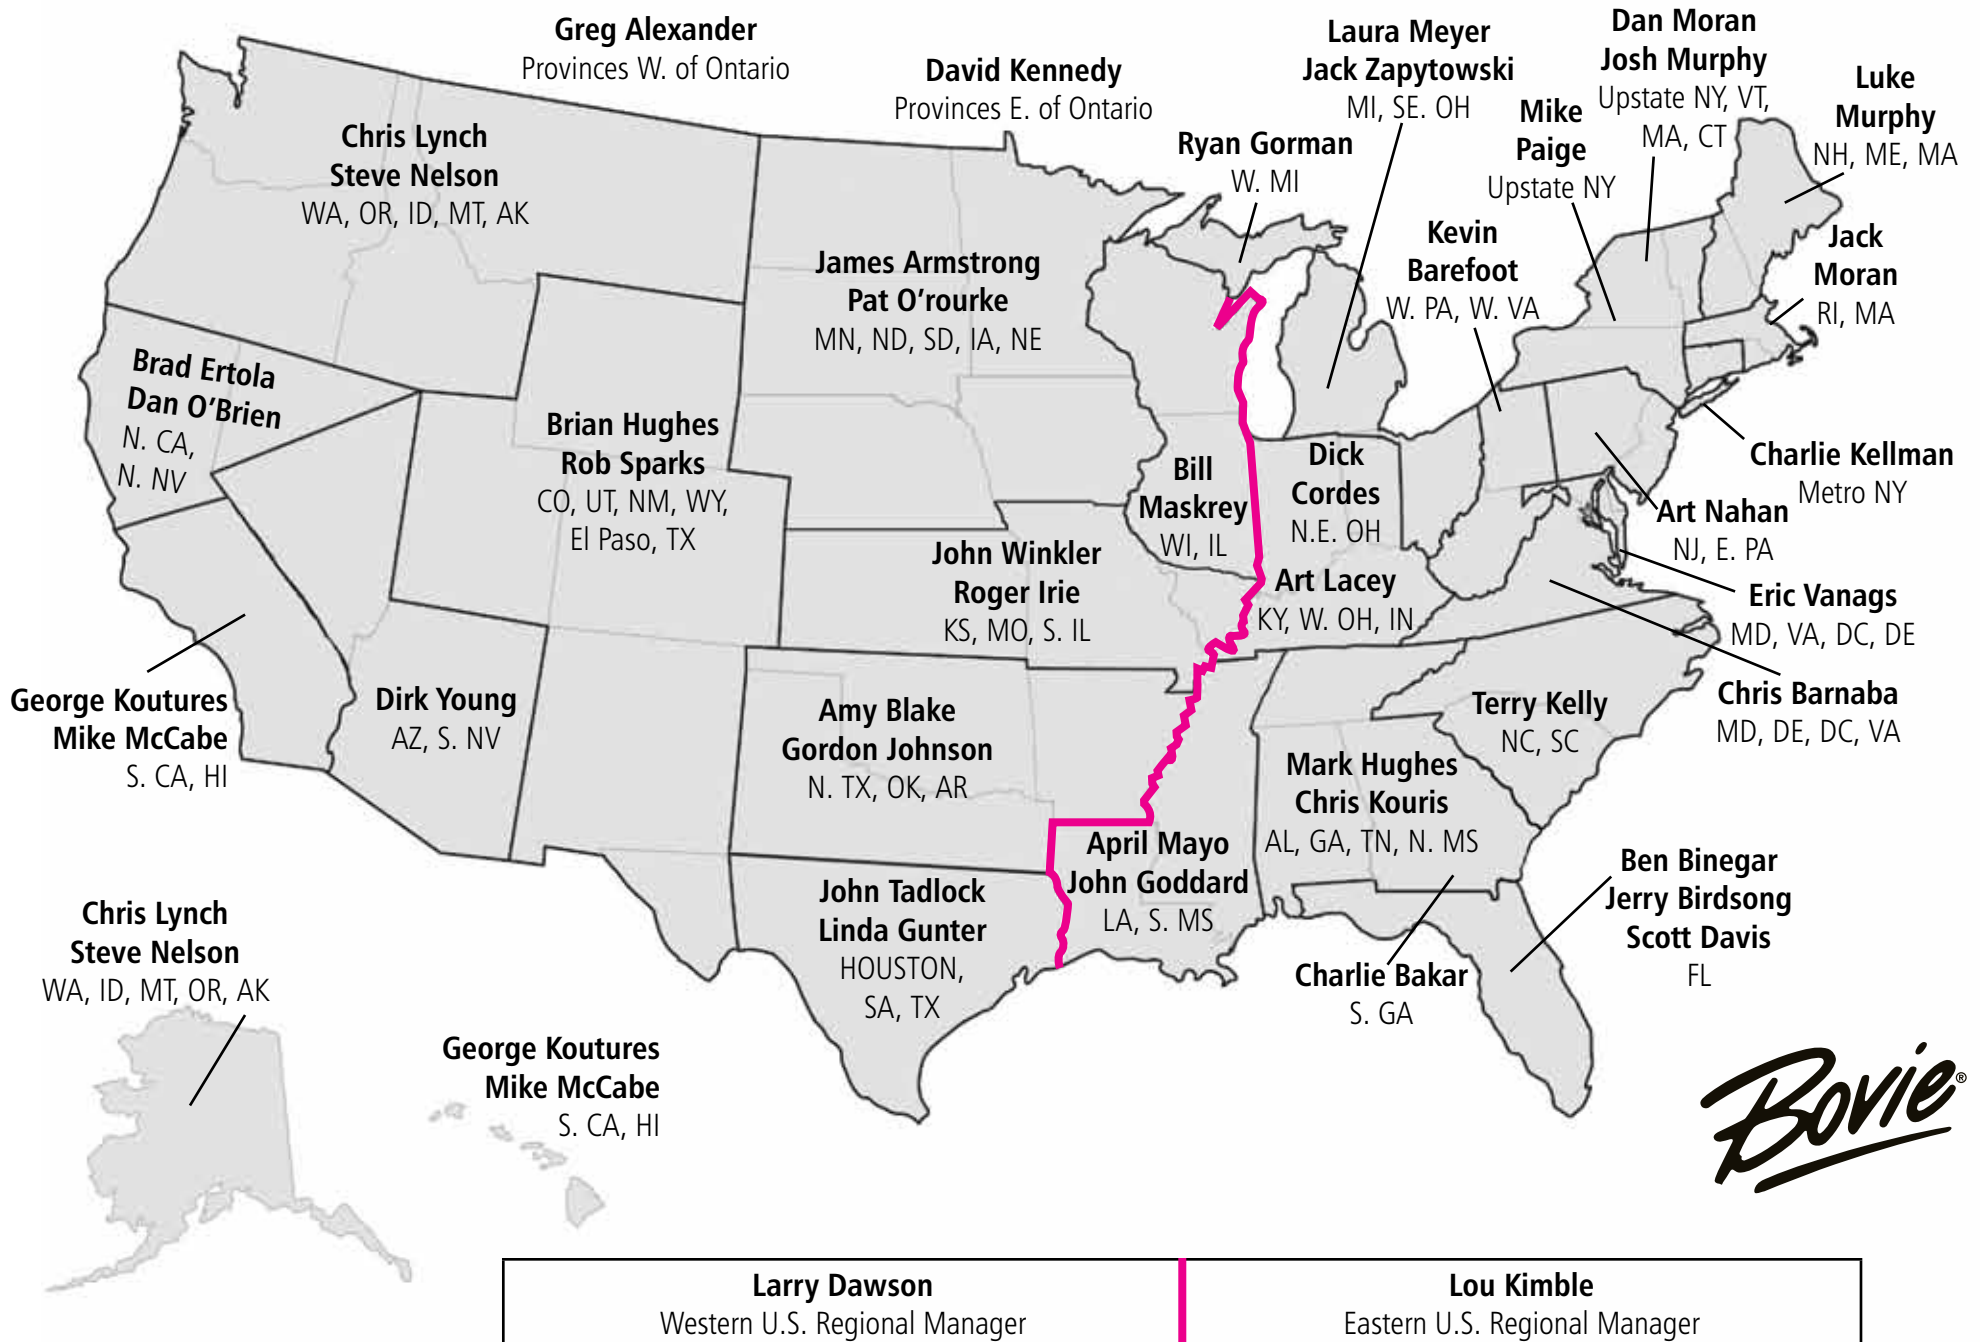 Greg Alexander
Provinces W. of Ontario
David Kennedy
Provinces E. of Ontario
Laura Meyer
Jack Zapytowski
MI, SE. OH
Dan Moran
Josh Murphy
Upstate NY, VT,
MA, CT
Luke
Murphy
NH, ME, MA
Mike
Paige
Upstate NY
Ryan Gorman
W. MI
Chris Lynch
Steve Nelson
WA, OR, ID, MT, AK
Kevin
Barefoot
W. PA, W. VA
Jack
Moran
RI, MA
James Armstrong
Pat O'rourke
MN, ND, SD, IA, NE
Brad Ertola
Dan O'Brien
N. CA,
N. NV
Brian Hughes
Rob Sparks
CO, UT, NM, WY,
El Paso, TX
Bill
Maskrey
WI, IL
Dick
Cordes
N.E. OH
Charlie Kellman
Metro NY
Art Nahan
NJ, E. PA
John Winkler
Roger Irie
KS, MO, S. IL
Art Lacey
KY, W. OH, IN
Eric Vanags
MD, VA, DC, DE
George Koutures
Mike McCabe
S. CA, HI
Dirk Young
AZ, S. NV
Amy Blake
Gordon Johnson
N. TX, OK, AR
Terry Kelly
NC, SC
Chris Barnaba
MD, DE, DC, VA
Mark Hughes
Chris Kouris
AL, GA, TN, N. MS
April Mayo
John Goddard
LA, S. MS
John Tadlock
Linda Gunter
HOUSTON,
SA, TX
Ben Binegar
Jerry Birdsong
Scott Davis
FL
Charlie Bakar
S. GA
Chris Lynch
Steve Nelson
WA, ID, MT, OR, AK
George Koutures
Mike McCabe
S. CA, HI
Bovie®
Larry Dawson
Western U.S. Regional Manager
Lou Kimble
Eastern U.S. Regional Manager